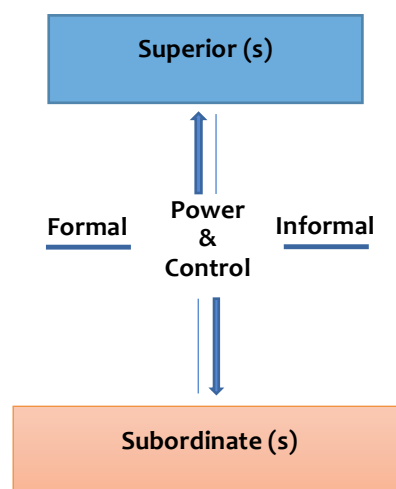 Superior (s)
Formal
Power
&
Control
Informal
Subordinate (s)